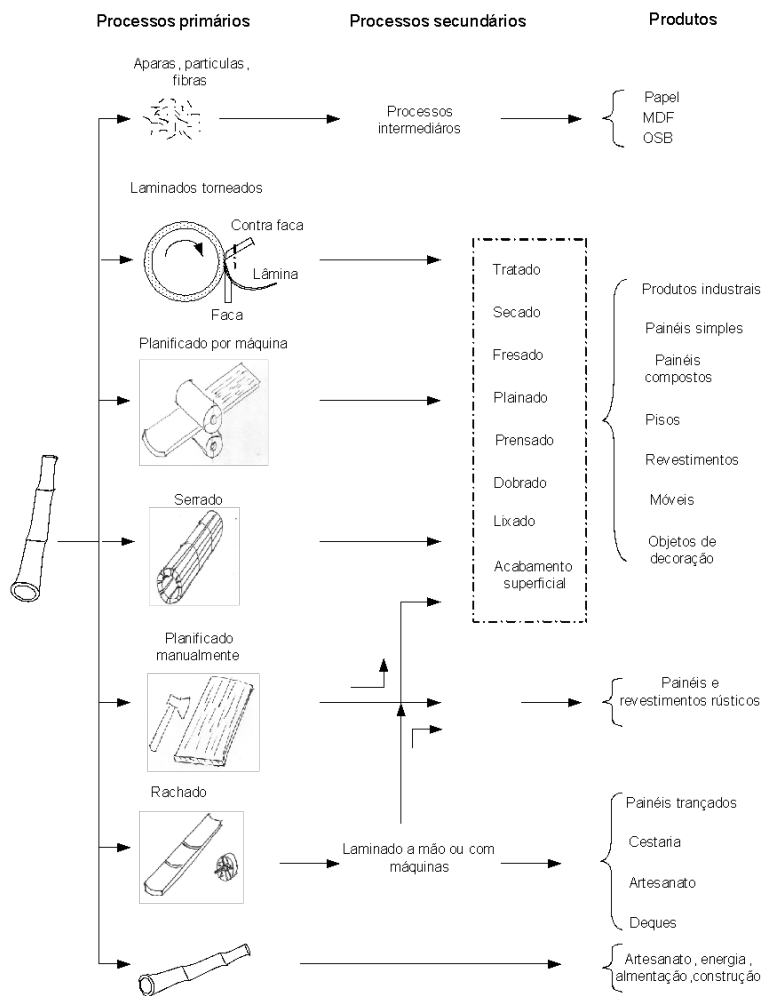 Processos primários
Processos secundários
Produtos
Aparas, partículas,
fibras
Processos
intermediáros
Papel
MDF
OSB
Laminados torneados
Contra faca
Lâmina
Faca
Planificado por máquina
Serrado
Planificado
manualmente
Rachado
Tratado
Secado
Fresado
Plainado
Prensado
Dobrado
Lixado
Acabamento
superficial
Produtos industrais
Painéis simples
Painéis
compostos
Pisos
Revestimentos
Móveis
Objetos de
decoração
Painéis e
revestimentos rústicos
Laminado a mão ou com
máquinas
Painéis trançados
Cestaria
Artesanato
Deques
Artesanato, energia,
almentação,construção